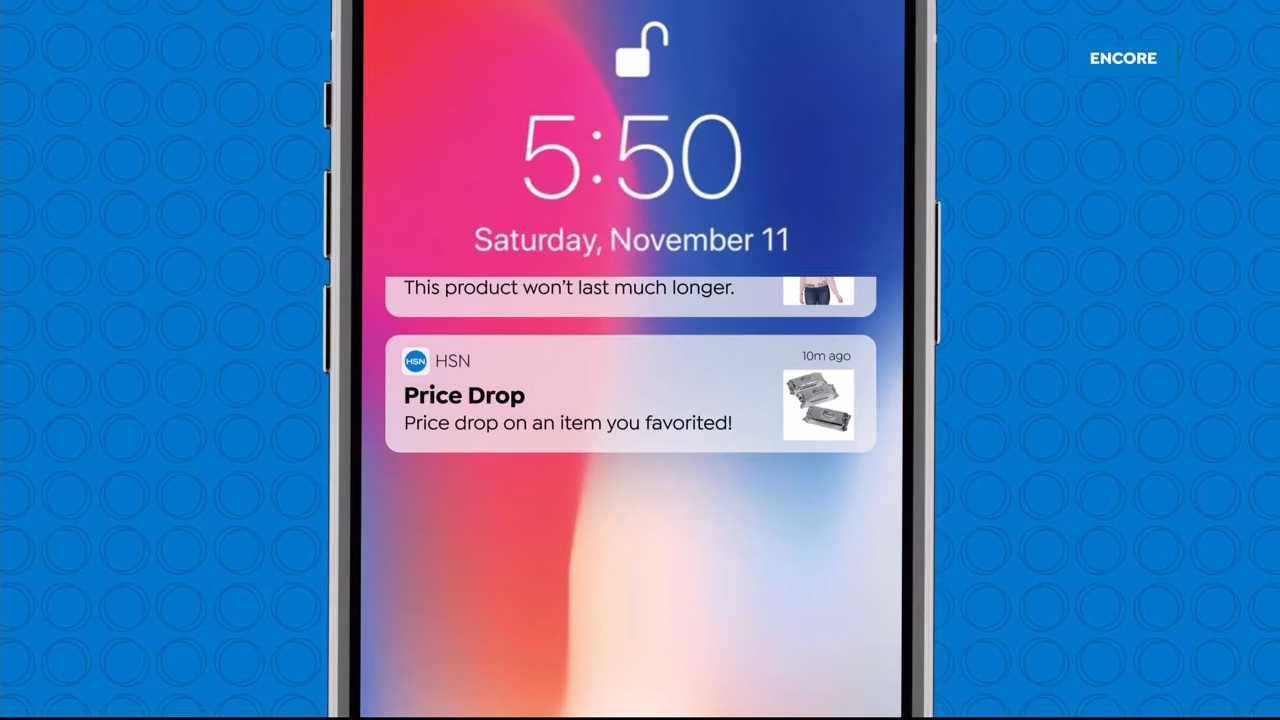 ENCORE
5:50
Saturday, November 11
This product won't last much longer.
HSN HSN 10m ago
Price Drop
Price drop on an item you favorited!